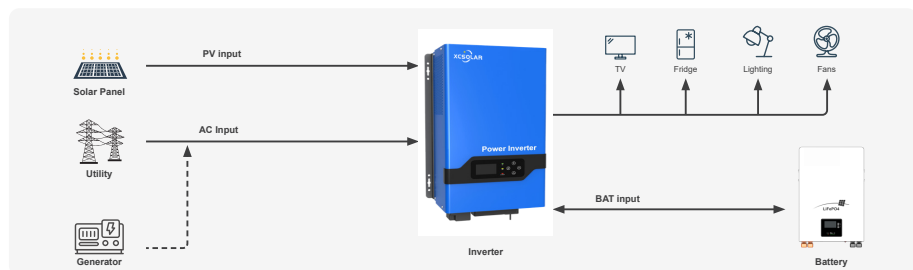 PV input
Solar Panel
AC Input
Utility
Generator
XCSOLAR
Power Inverter
Inverter
TV
Fridge
Lighting
Fans
BAT input
LiFePO4
Battery